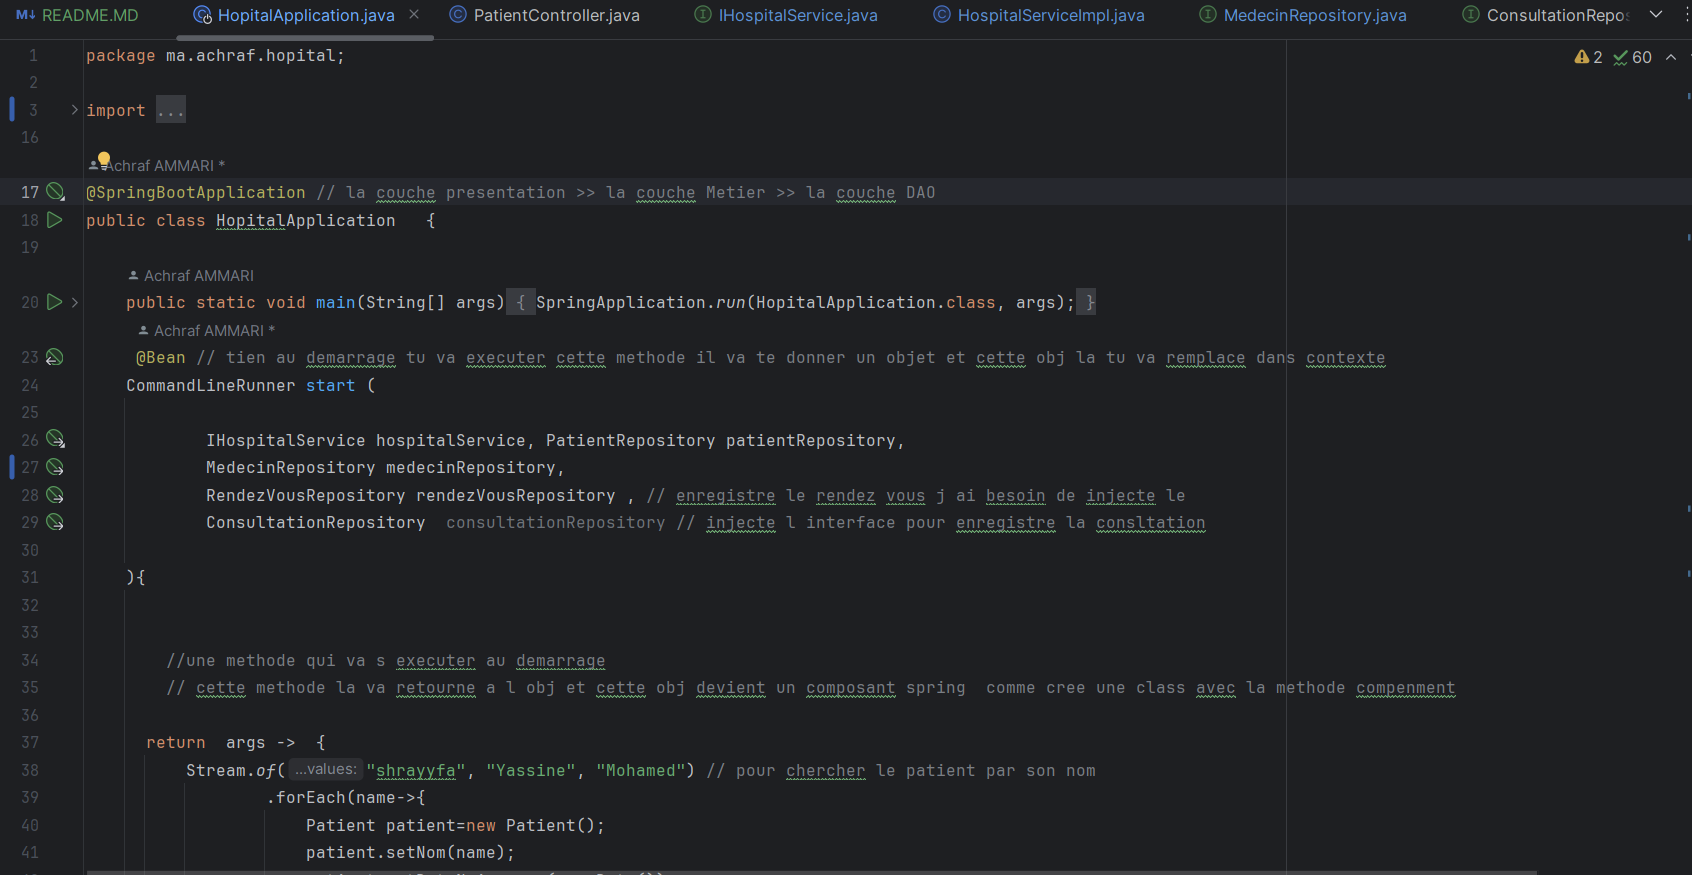 README.MD HopitalApplication.java PatientController.java IHospitalService.java HospitalServiceImpl.java MedecinRepository.java ConsultationRepos
2 60
1 package ma.achraf.hopital;
2
3 import ...
16
Achraf AMMARI *
17 @SpringBootApplication // la couche presentation >> la couche Metier >> la couche DAO
18 public class HopitalApplication {
19
Achraf AMMARI
20 public static void main(String[] args) { SpringApplication.run(HopitalApplication.class, args); }
Achraf AMMARI *
23 @Bean // tien au demarrage tu va executer cette methode il va te donner un objet et cette obj la tu va remplace dans contexte
24 CommandLineRunner start (
25
26 IHospitalService hospitalService, PatientRepository patientRepository,
27 MedecinRepository medecinRepository,
28 RendezVousRepository rendezVousRepository , // enregistre le rendez vous j ai besoin de injecte le
29 ConsultationRepository consultationRepository // injecte l interface pour enregistre la consltation
30
31 ){
32
33
34 //une methode qui va s executer au demarrage
35 // cette methode la va retourne a l obj et cette obj devient un composant spring comme cree une class avec la methode compenment
36
37 return args -> {
38 Stream.of( ...values: "shrayyfa", "Yassine", "Mohamed") // pour chercher le patient par son nom
39 .forEach(name->{
40 Patient patient=new Patient();
41 patient.setNom(name);